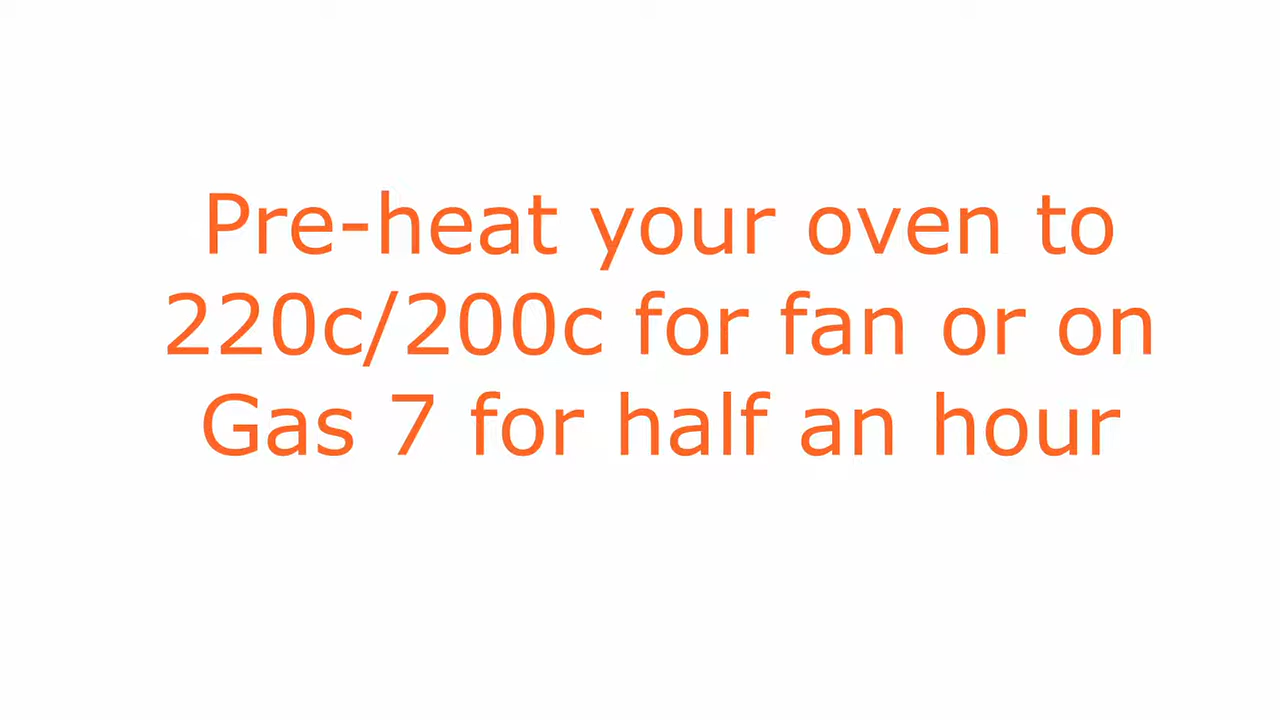 Pre-heat your oven to
220c/200c for fan or on
Gas 7 for half an hour